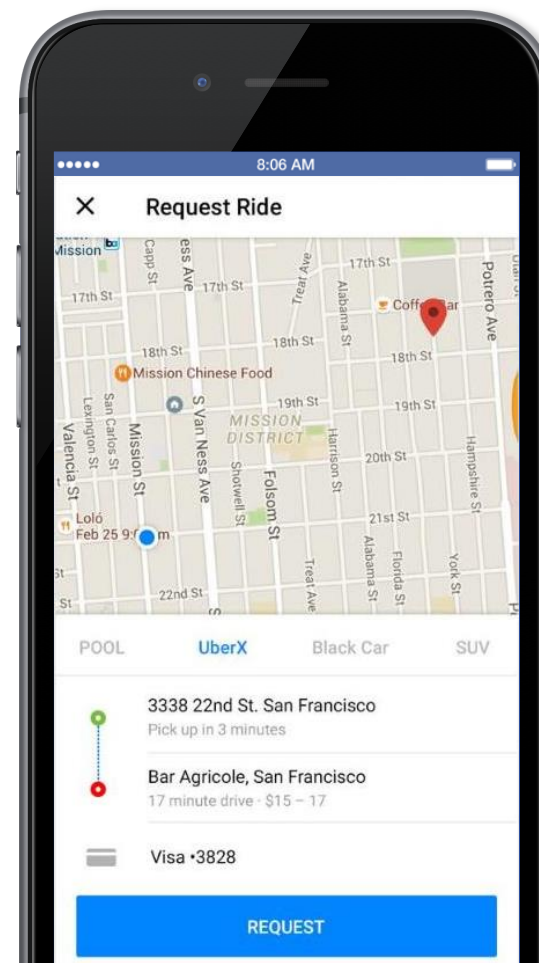 8:06 AM
Request Ride
Mission
Capp St
ess Ave
17th St
17th St
17th St
Treat Ave
Alabama St
Potrero Ave
18th St
18th St
18th St
Mission Chinese Food
19th St
19th St
MISSION
DISTRICT
Lexington St
San Carlos St
Valencia St
Mission St
S Van Ness Ave
Shotwell St
Folsom St
Harrison St
20th St
Hampshire St
Loló
Feb 25
21st St
22nd St
Treat Ave
Alabama St
Florida St
York St
St
St
POOL
UberX
Black Car
SUV
3338 22nd St. San Francisco
Pick up in 3 minutes
Bar Agricole, San Francisco
17 minute drive · $15 – 17
Visa •3828
REQUEST